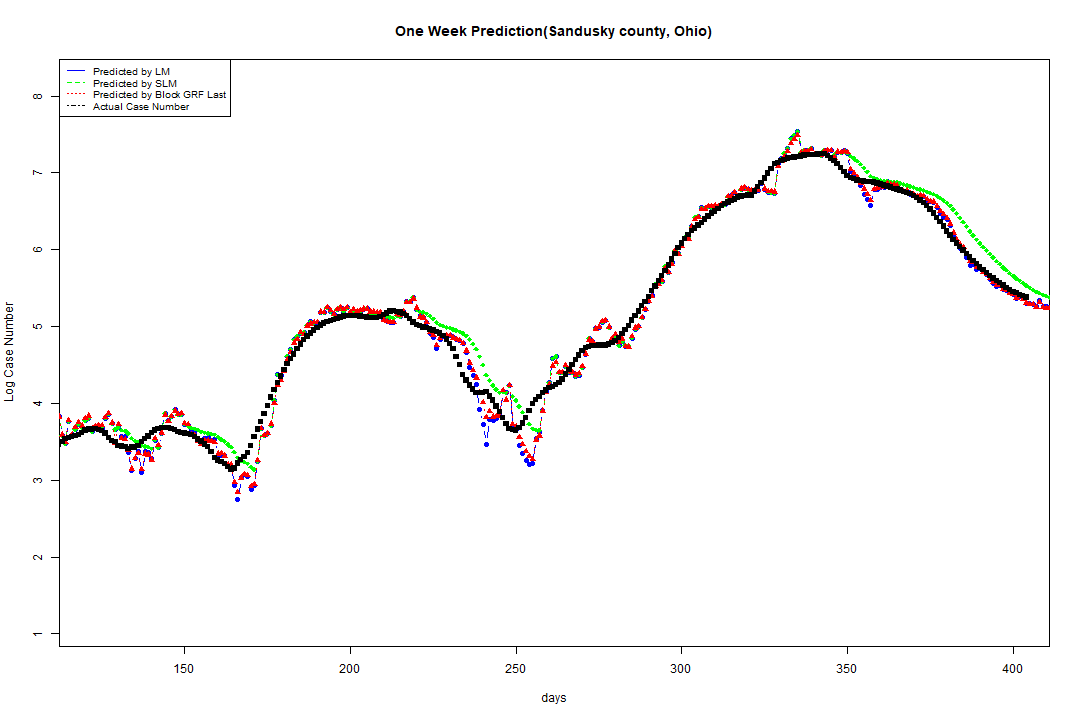 One Week Prediction(Sandusky county, Ohio)
Predicted by LM
Predicted by SLM
Predicted by Block GRF Last
Actual Case Number
8
7
6
5
4
3
2
1
Log Case Number
150 200 250 300 350 400
days